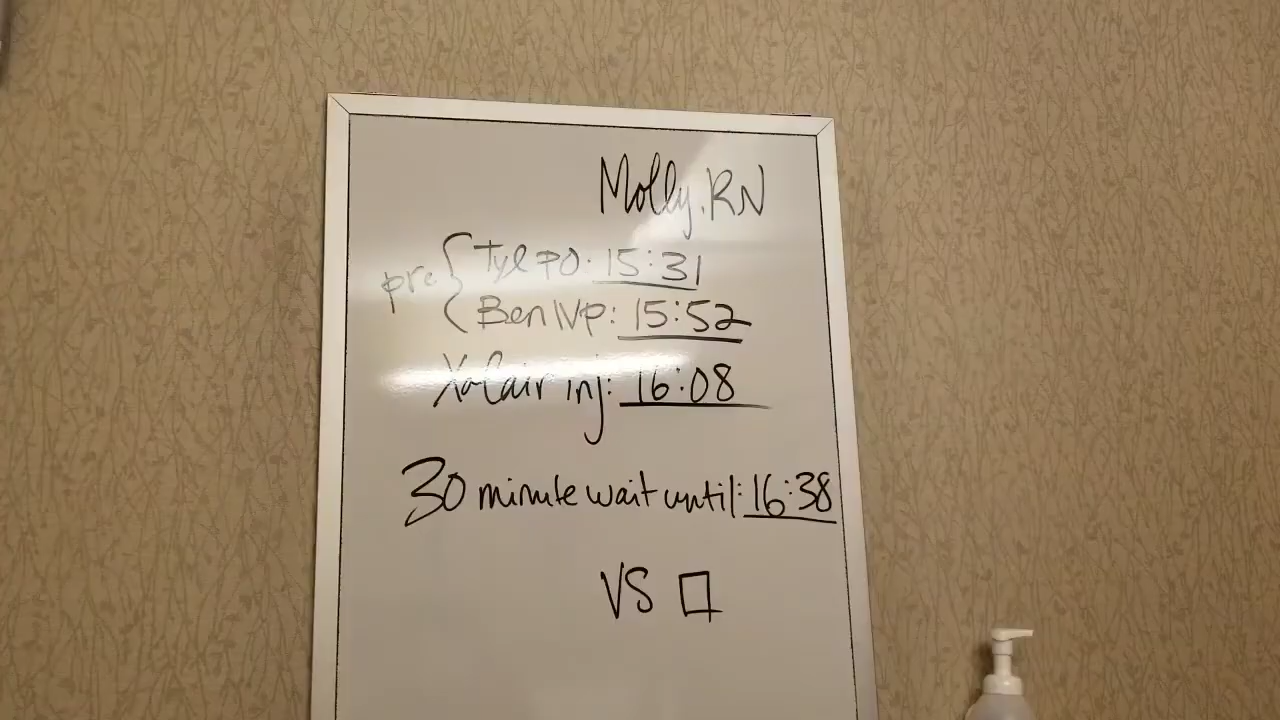 Molly, RN
pre { Tyl PO: 15:31
Ben IVP: 15:52
Xolair inj: 16:08
30 minute wait until: 16:38
VS □